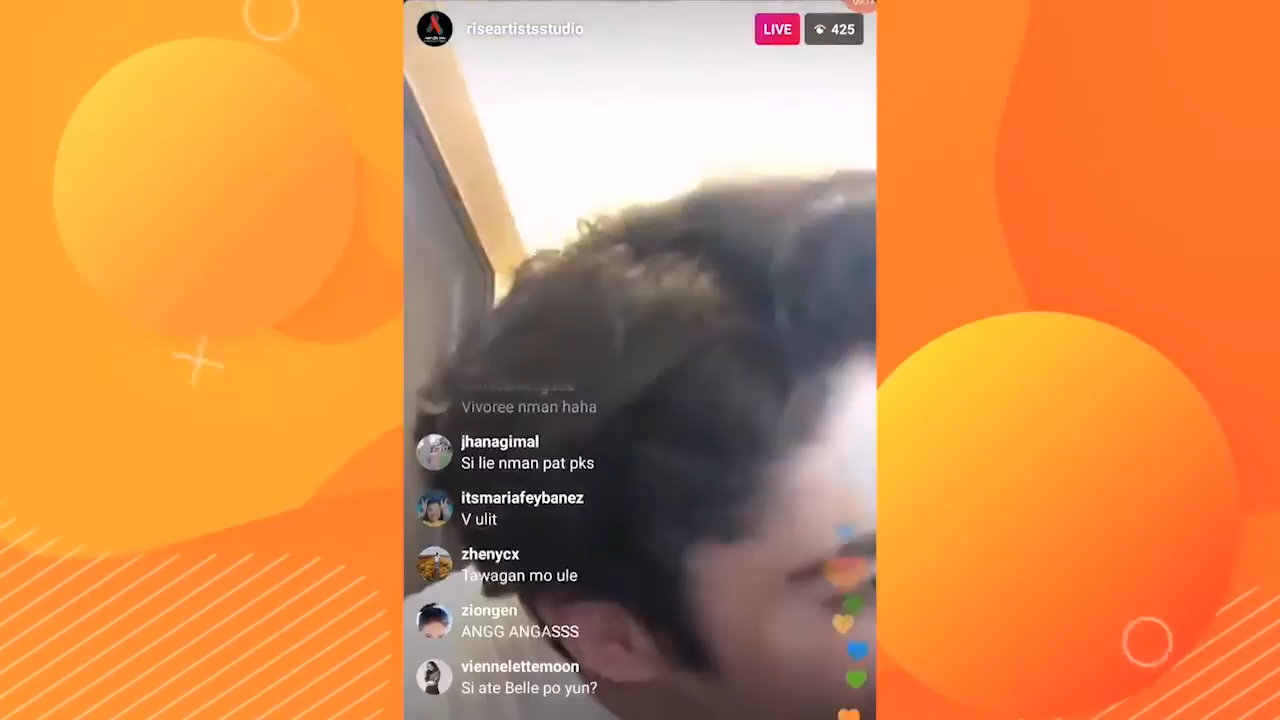 riseartistsstudio
LIVE
425
Vivoree nman haha
jhanagimal
Si lie nman pat pks
itsmariafeybanez
V ulit
zhenycx
Tawagan mo ule
ziongen
ANGG ANGASSS
viennelettemoon
Si ate Belle po yun?